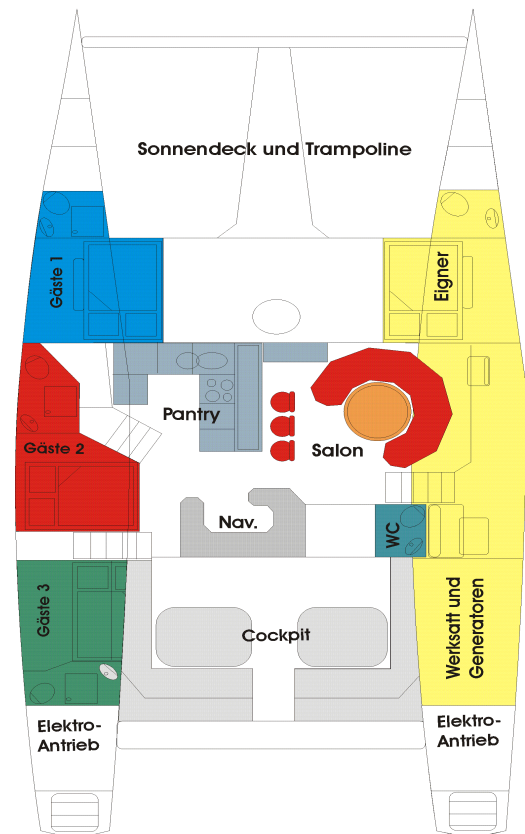 Sonnendeck und Trampoline
Gäste 1
Eigner
Pantry
Salon
Gäste 2
Nav.
WC
Gäste 3
Cockpit
Werksatt und
Generatoren
Elektro-
Antrieb
Elektro-
Antrieb